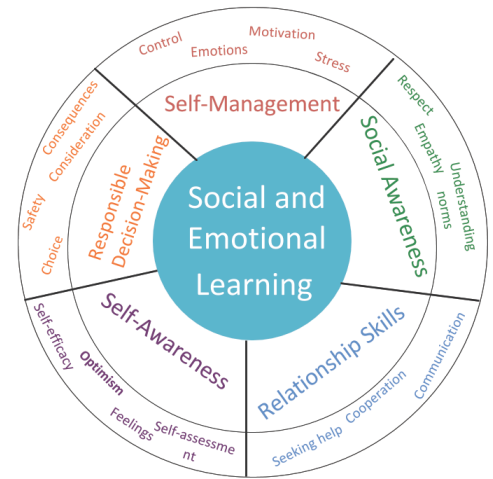 Social and
Emotional
Learning
Self-Management
Control
Emotions
Motivation
Stress
Social Awareness
Respect
Empathy
Understanding
norms
Relationship Skills
Communication
Cooperation
Seeking help
Self-Awareness
Self-efficacy
Optimism
Feelings
Self-assessme
nt
Responsible
Decision-Making
Consequences
Consideration
Safety
Choice